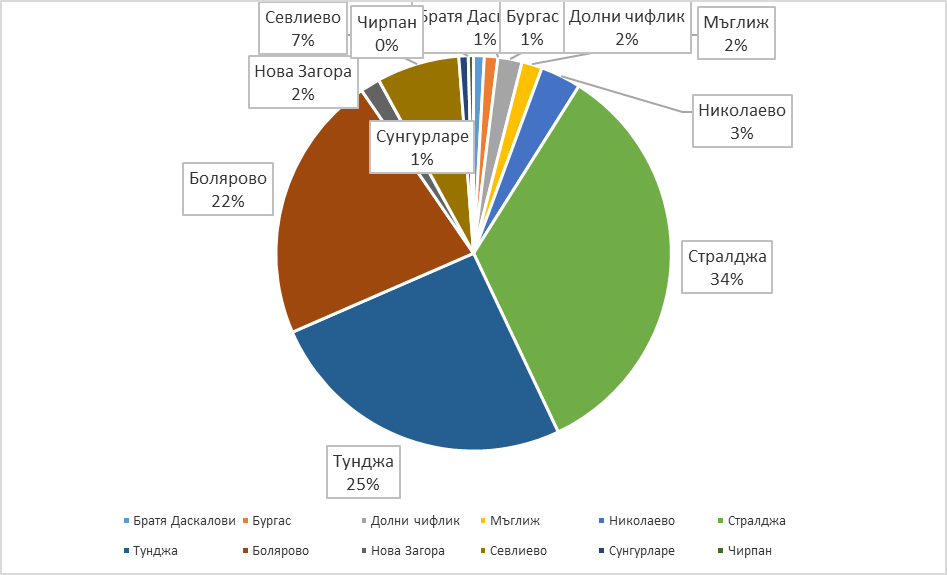 Севлиево
7%
Чирпан
0%
Братя Даск
1%
Бургас
1%
Долни чифлик
2%
Мъглиж
2%
Нова Загора
2%
Николаево
3%
Сунгурларе
1%
Болярово
22%
Стралджа
34%
Тунджа
25%
Братя Даскалови Бургас Долни чифлик Мъглиж Николаево Стралджа
Тунджа Болярово Нова Загора Севлиево Сунгурларе Чирпан